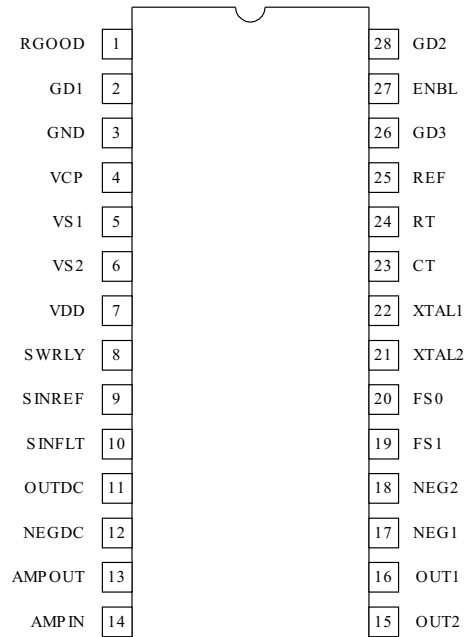 RGOOD 1 28 GD2
GD1 2 27 ENBL
GND 3 26 GD3
VCP 4 25 REF
VS1 5 24 RT
VS2 6 23 CT
VDD 7 22 XTAL1
SWRLY 8 21 XTAL2
SINREF 9 20 FS0
SINFLT 10 19 FS1
OUTDC 11 18 NEG2
NEGDC 12 17 NEG1
AMPOUT 13 16 OUT1
AMPIN 14 15 OUT2